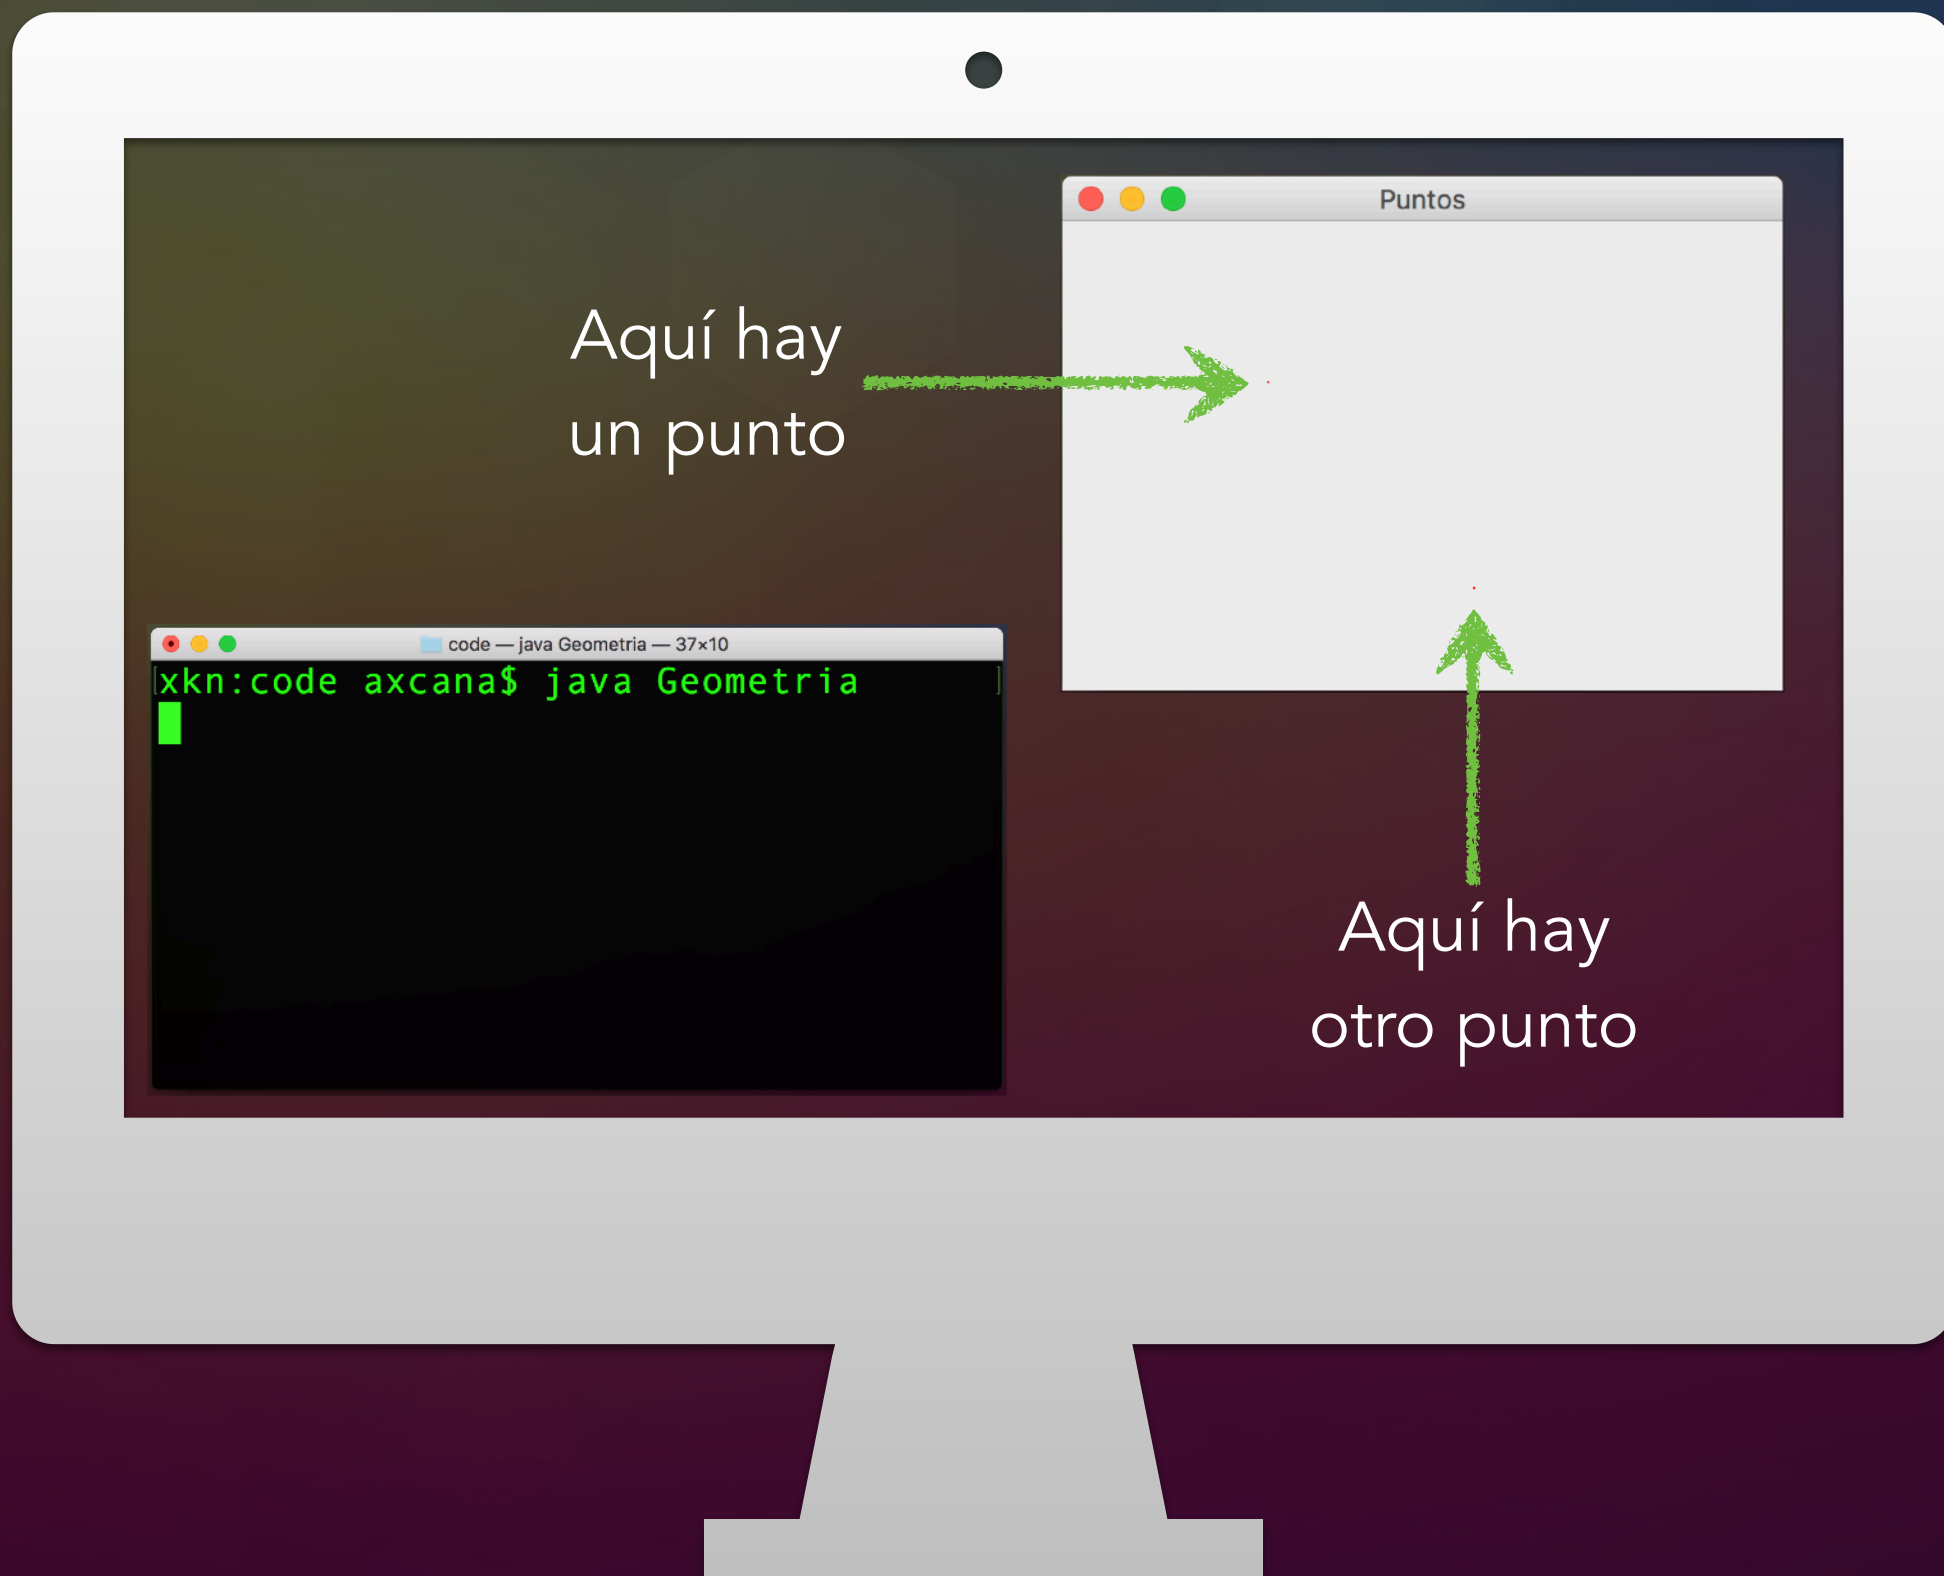 Puntos
Aquí hay
un punto
code — java Geometria — 37×10
xkn:code axcana$ java Geometria
Aquí hay
otro punto